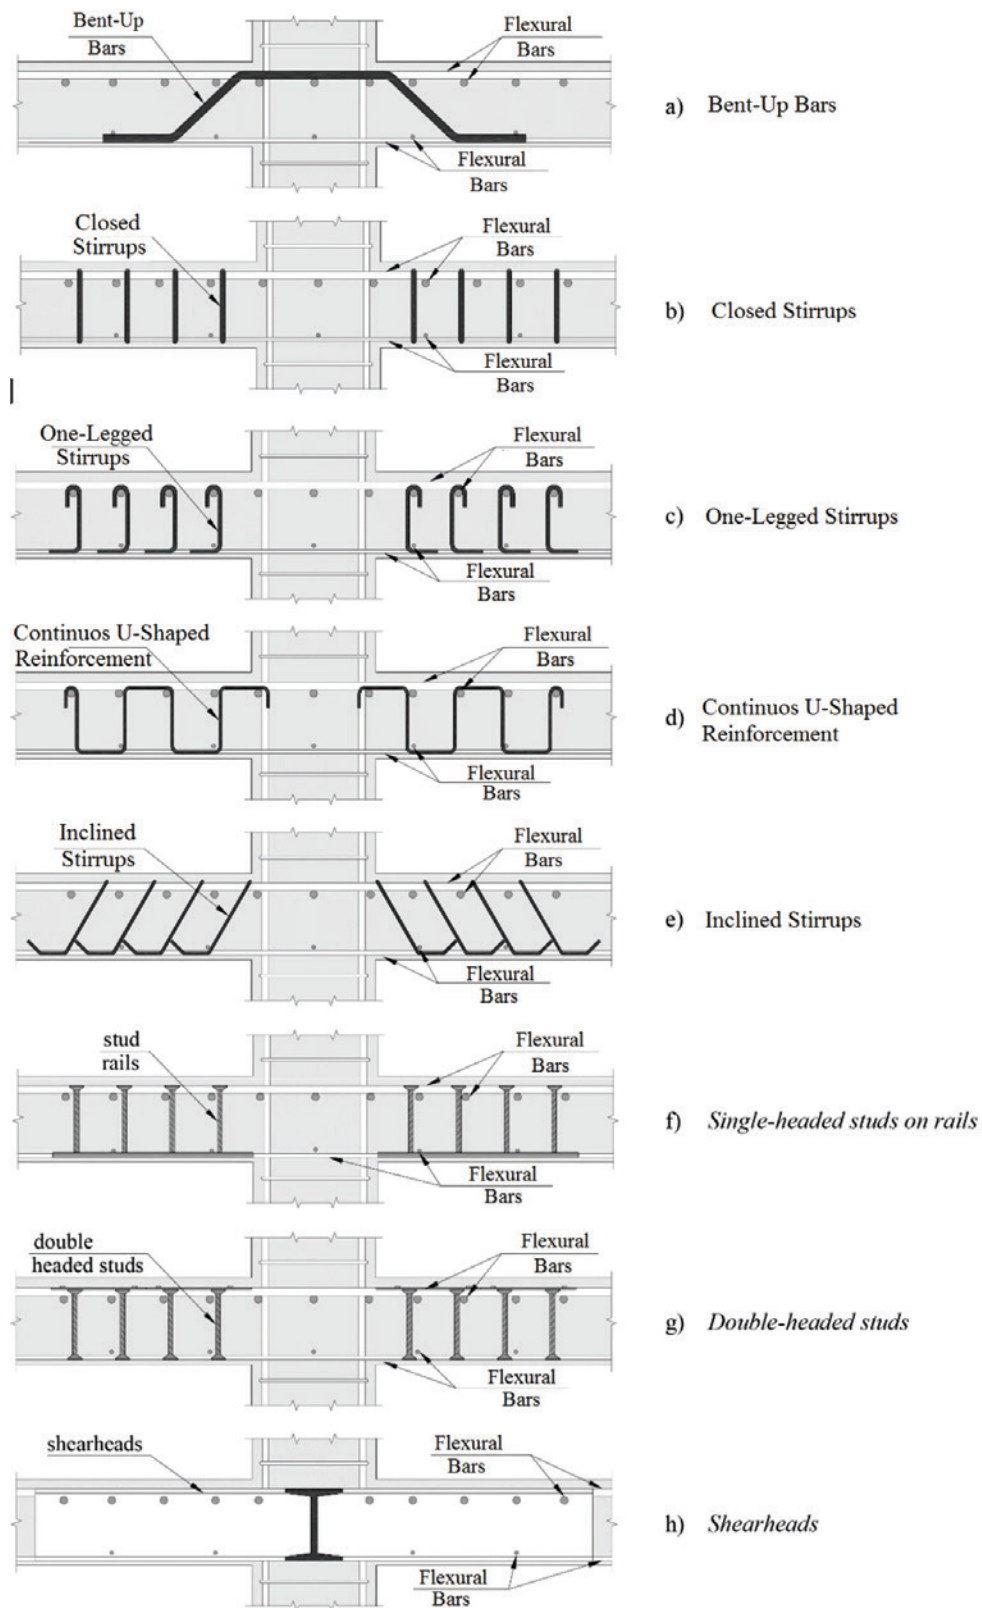 Bent-Up
Bars
Flexural
Bars
Flexural
Bars
a) Bent-Up Bars
Closed
Stirrups
Flexural
Bars
Flexural
Bars
b) Closed Stirrups
One-Legged
Stirrups
Flexural
Bars
Flexural
Bars
c) One-Legged Stirrups
Continuos U-Shaped
Reinforcement
Flexural
Bars
Flexural
Bars
d) Continuos U-Shaped
Reinforcement
Inclined
Stirrups
Flexural
Bars
Flexural
Bars
e) Inclined Stirrups
stud
rails
Flexural
Bars
Flexural
Bars
f) Single-headed studs on rails
double
headed studs
Flexural
Bars
Flexural
Bars
g) Double-headed studs
shearheads
Flexural
Bars
Flexural
Bars
h) Shearheads